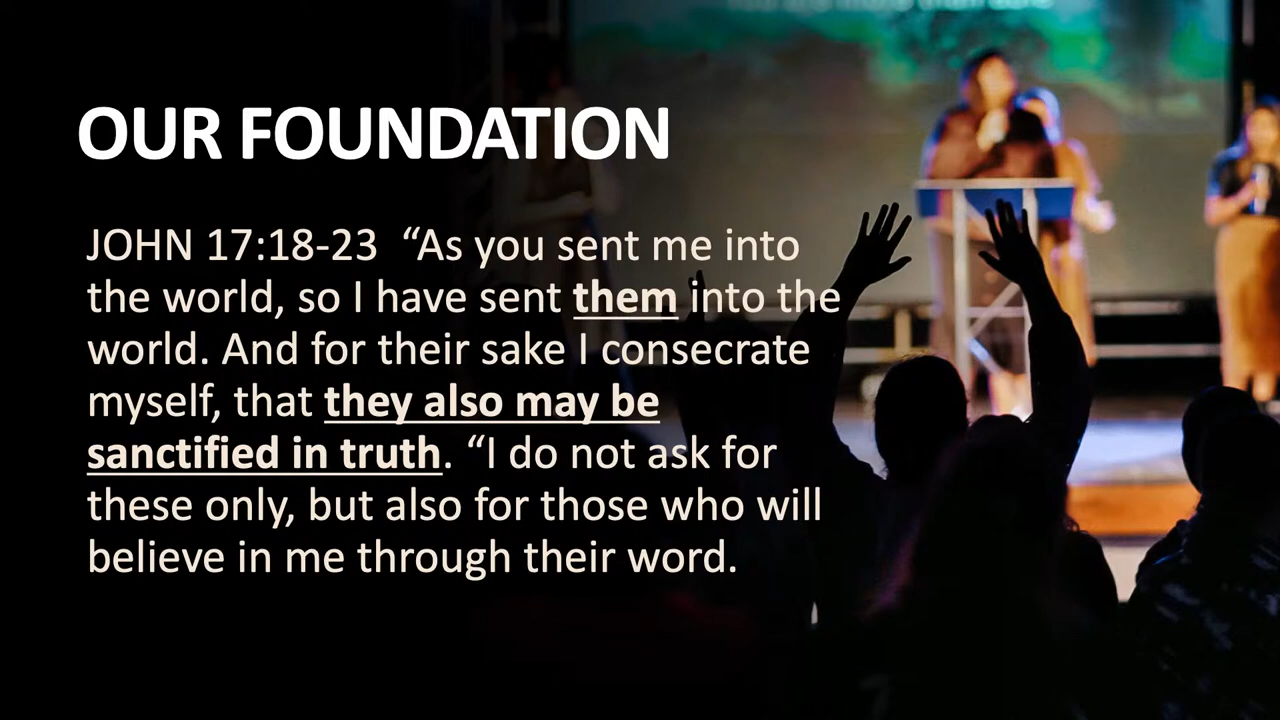 OUR FOUNDATION
JOHN 17:18-23  “As you sent me into
the world, so I have sent them into the
world. And for their sake I consecrate
myself, that they also may be
sanctified in truth. “I do not ask for
these only, but also for those who will
believe in me through their word.